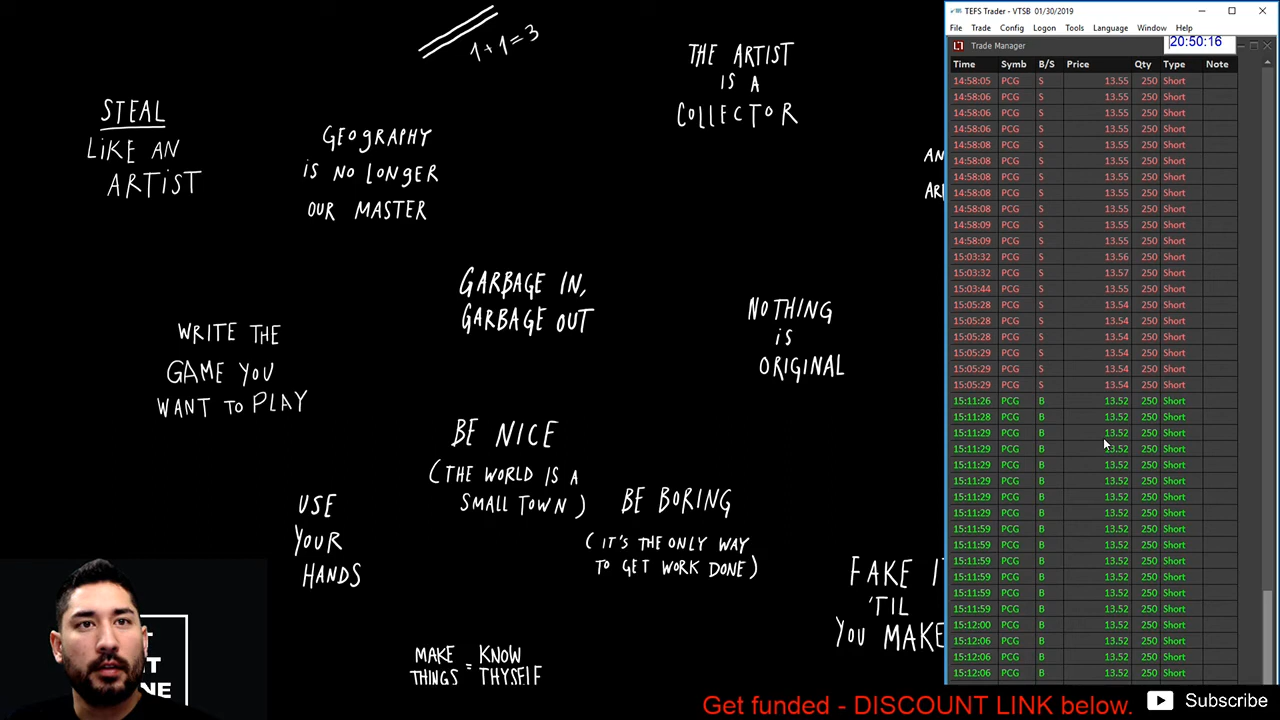 1+1=3
THE ARTIST
IS A
COLLECTOR
STEAL
LIKE AN
ARTIST
GEOGRAPHY
IS NO LONGER
OUR MASTER
GARBAGE IN,
GARBAGE OUT
NOTHING
IS
ORIGINAL
WRITE THE
GAME YOU
WANT TO PLAY
BE NICE
(THE WORLD IS A
SMALL TOWN)
BE BORING
(IT'S THE ONLY WAY
TO GET WORK DONE)
USE
YOUR
HANDS
FAKE IT
'TIL
YOU MAKE
MAKE THINGS = KNOW THYSELF
TEFS Trader - VTSB 01/30/2019
File Trade Config Logon Tools Language Window Help
Trade Manager
20:50:16
Time Symb B/S Price Qty Type Note
14:58:05 PCG S 13.55 250 Short
14:58:06 PCG S 13.55 250 Short
14:58:06 PCG S 13.55 250 Short
14:58:06 PCG S 13.55 250 Short
14:58:08 PCG S 13.55 250 Short
14:58:08 PCG S 13.55 250 Short
14:58:08 PCG S 13.55 250 Short
14:58:08 PCG S 13.55 250 Short
14:58:08 PCG S 13.55 250 Short
14:58:09 PCG S 13.55 250 Short
14:58:09 PCG S 13.55 250 Short
15:03:32 PCG S 13.56 250 Short
15:03:32 PCG S 13.57 250 Short
15:03:44 PCG S 13.55 250 Short
15:05:28 PCG S 13.54 250 Short
15:05:28 PCG S 13.54 250 Short
15:05:28 PCG S 13.54 250 Short
15:05:29 PCG S 13.54 250 Short
15:05:29 PCG S 13.54 250 Short
15:05:29 PCG S 13.54 250 Short
15:11:26 PCG B 13.52 250 Short
15:11:28 PCG B 13.52 250 Short
15:11:29 PCG B 13.52 250 Short
15:11:29 PCG B 13.52 250 Short
15:11:29 PCG B 13.52 250 Short
15:11:29 PCG B 13.52 250 Short
15:11:29 PCG B 13.52 250 Short
15:11:29 PCG B 13.52 250 Short
15:11:59 PCG B 13.52 250 Short
15:11:59 PCG B 13.52 250 Short
15:11:59 PCG B 13.52 250 Short
15:11:59 PCG B 13.52 250 Short
15:11:59 PCG B 13.52 250 Short
15:11:59 PCG B 13.52 250 Short
15:12:00 PCG B 13.52 250 Short
15:12:06 PCG B 13.52 250 Short
15:12:06 PCG B 13.52 250 Short
15:12:06 PCG B 13.52 250 Short
Get funded - DISCOUNT LINK below.
Subscribe